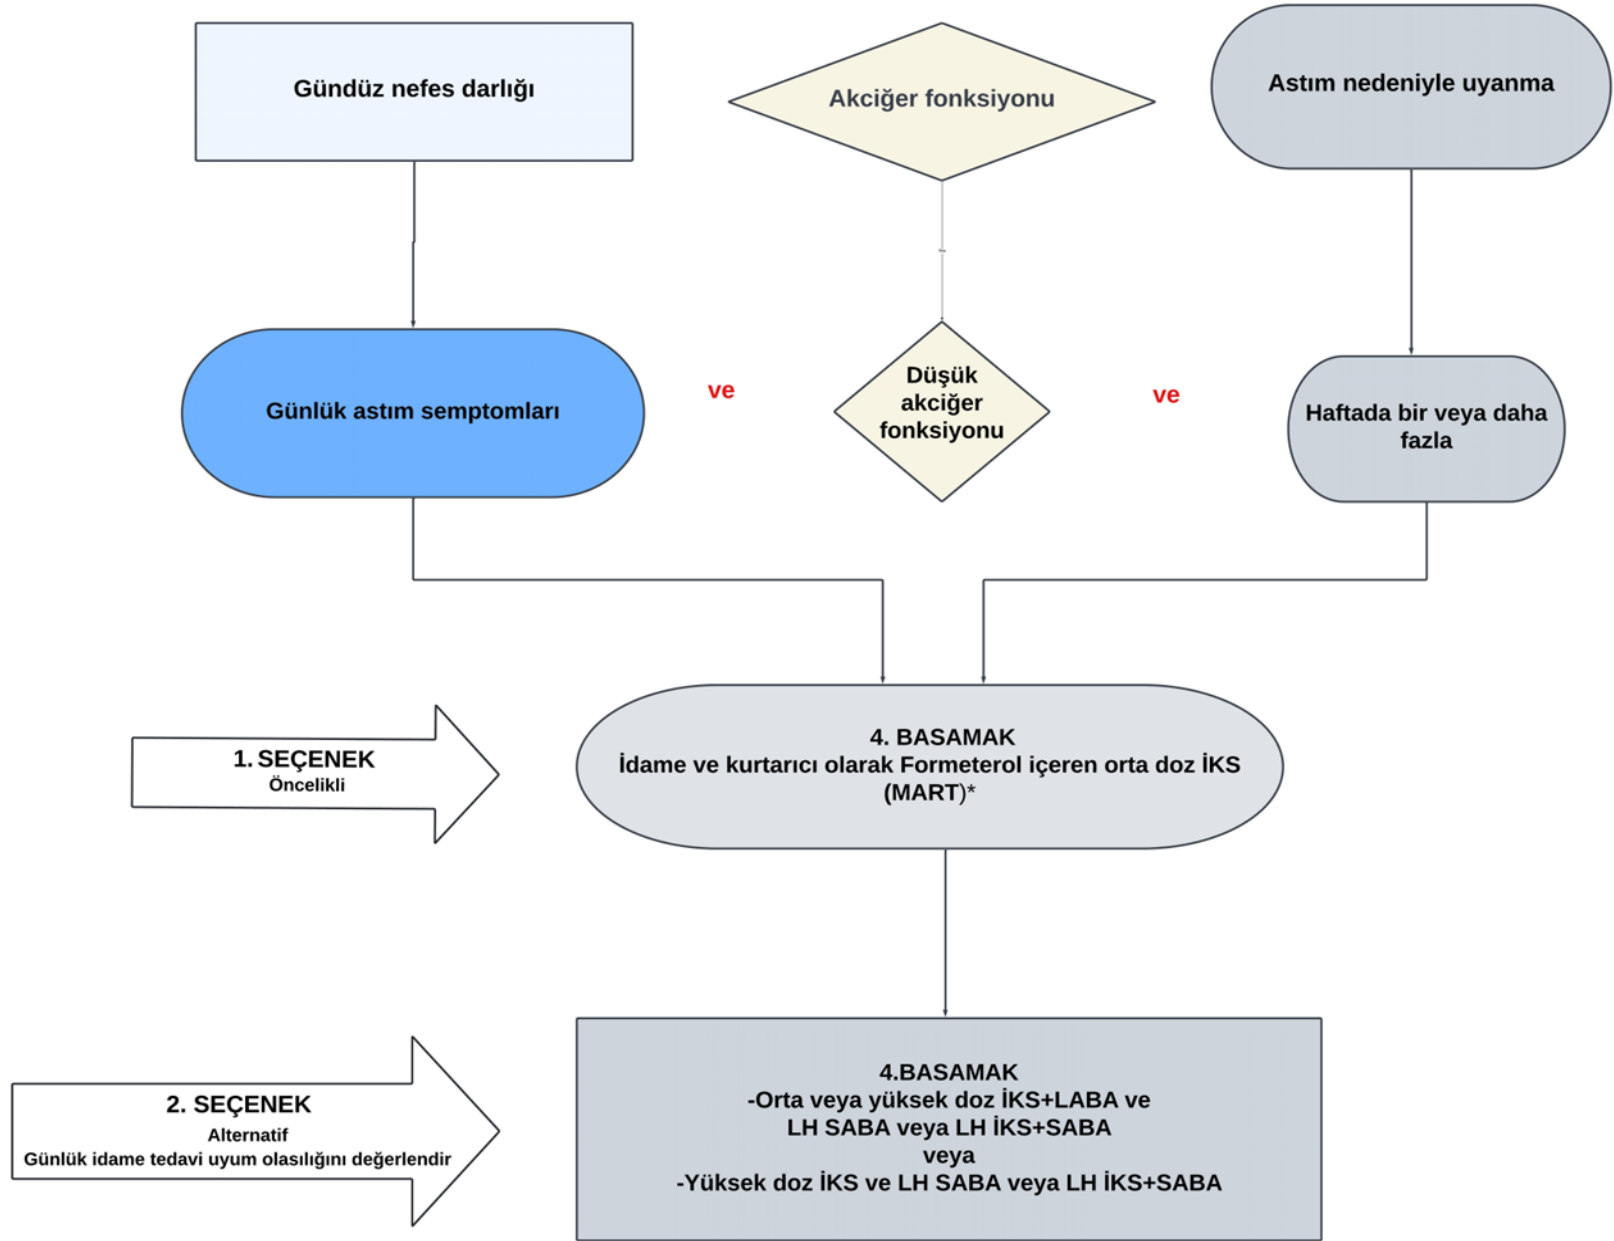 Gündüz nefes darlığı
Akciğer fonksiyonu
Astım nedeniyle uyanma
Günlük astım semptomları
ve
Düşük
akciğer
fonksiyonu
ve
Haftada bir veya daha
fazla
1. SEÇENEK
Öncelikli
4. BASAMAK
İdame ve kurtarıcı olarak Formeterol içeren orta doz İKS
(MART)*
2. SEÇENEK
Alternatif
Günlük idame tedavi uyum olasılığını değerlendir
4.BASAMAK
-Orta veya yüksek doz İKS+LABA ve
LH SABA veya LH İKS+SABA
veya
-Yüksek doz İKS ve LH SABA veya LH İKS+SABA